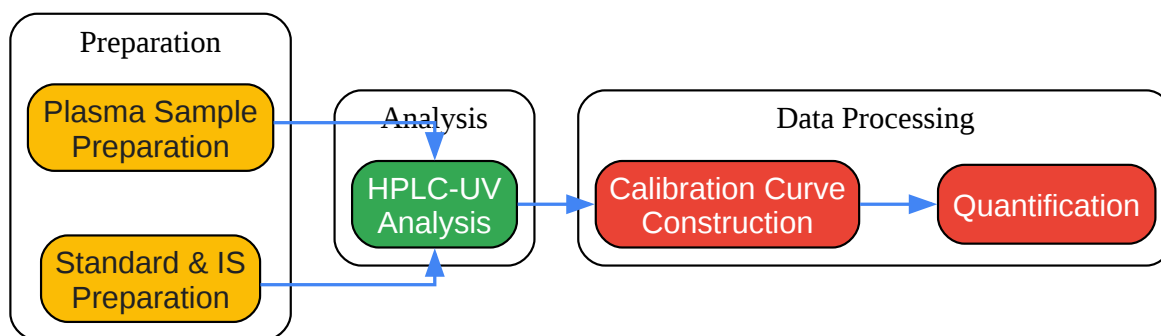 Preparation
Plasma Sample
Preparation
Standard & IS
Preparation
Analysis
HPLC-UV
Analysis
Data Processing
Calibration Curve
Construction
Quantification